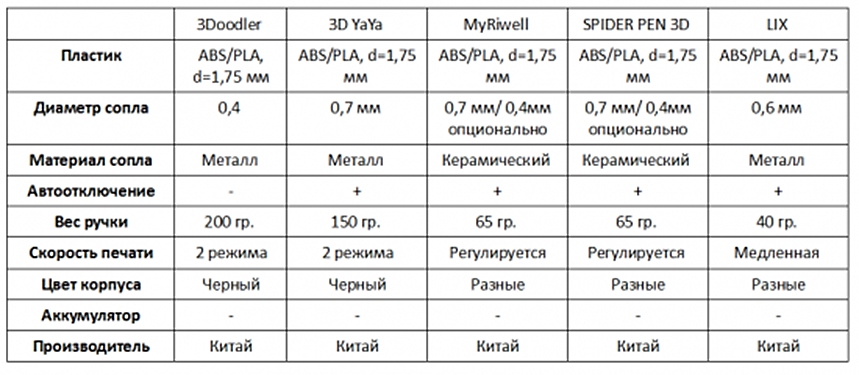 3Doodler 3D YaYa MyRiwell SPIDER PEN 3D LIX
Пластик ABS/PLA, d=1,75 мм ABS/PLA, d=1,75 мм ABS/PLA, d=1,75 мм ABS/PLA, d=1,75 мм ABS/PLA, d=1,75 мм
Диаметр сопла 0,4 0,7 мм 0,7 мм/ 0,4мм опционально 0,7 мм/ 0,4мм опционально 0,6 мм
Материал сопла Металл Металл Керамический Керамический Металл
Автоотключение - + + + +
Вес ручки 200 гр. 150 гр. 65 гр. 65 гр. 40 гр.
Скорость печати 2 режима 2 режима Регулируется Регулируется Медленная
Цвет корпуса Черный Черный Разные Разные Разные
Аккумулятор - - - - -
Производитель Китай Китай Китай Китай Китай